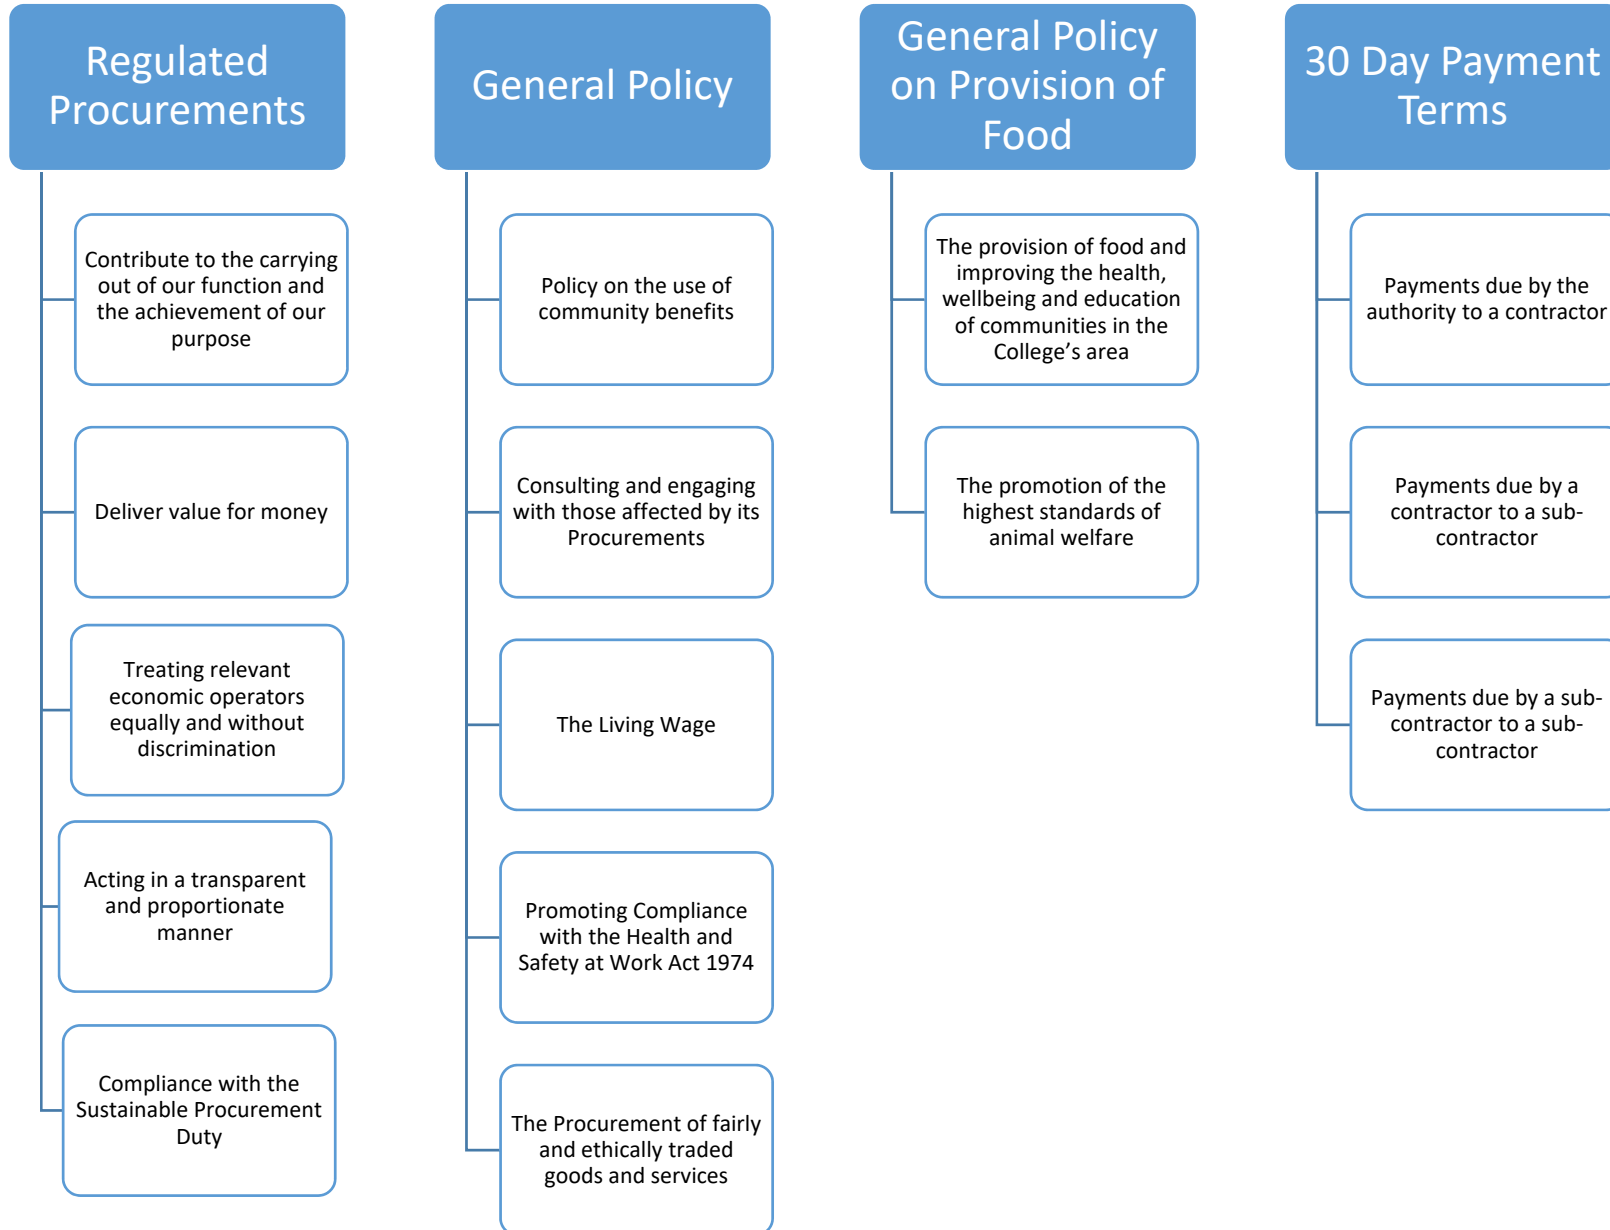 Regulated
Procurements
Contribute to the carrying
out of our function and
the achievement of our
purpose
Deliver value for money
Treating relevant
economic operators
equally and without
discrimination
Acting in a transparent
and proportionate
manner
Compliance with the
Sustainable Procurement
Duty
General Policy
Policy on the use of
community benefits
Consulting and engaging
with those affected by its
Procurements
The Living Wage
Promoting Compliance
with the Health and
Safety at Work Act 1974
The Procurement of fairly
and ethically traded
goods and services
General Policy
on Provision of
Food
The provision of food and
improving the health,
wellbeing and education
of communities in the
College’s area
The promotion of the
highest standards of
animal welfare
30 Day Payment
Terms
Payments due by the
authority to a contractor
Payments due by a
contractor to a sub-
contractor
Payments due by a sub-
contractor to a sub-
contractor